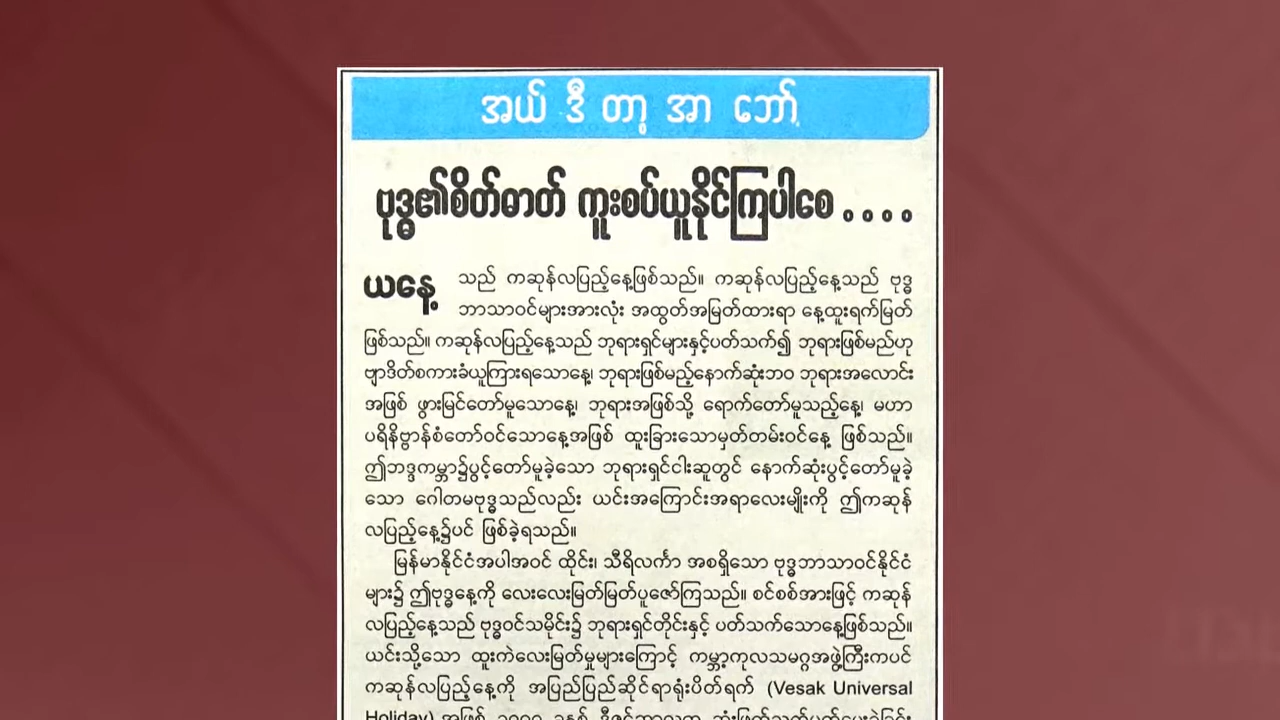 အယ် ဒီ တာ့ အာ ဘော်
ဗုဒ္ဓ၏စိတ်ဓာတ် ကူးစပ်ယူနိုင်ကြပါစေ . . . .
ယနေ့ သည် ကဆုန်လပြည့်နေ့ဖြစ်သည်။ ကဆုန်လပြည့်နေ့သည် ဗုဒ္ဓ
ဘာသာဝင်များအားလုံး အထွတ်အမြတ်ထားရာ နေ့ထူးရက်မြတ်
ဖြစ်သည်။ ကဆုန်လပြည့်နေ့သည် ဘုရားရှင်များနှင့်ပတ်သက်၍ ဘုရားဖြစ်မည်ဟု
ဗျာဒိတ်စကားခံယူကြားရသောနေ့၊ ဘုရားဖြစ်မည့်နောက်ဆုံးဘဝ ဘုရားအလောင်း
အဖြစ် ဖွားမြင်တော်မူသောနေ့၊ ဘုရားအဖြစ်သို့ ရောက်တော်မူသည့်နေ့၊ မဟာ
ပရိနိဗ္ဗာန်စံတော်ဝင်သောနေ့အဖြစ် ထူးခြားသောမှတ်တမ်းဝင်နေ့ ဖြစ်သည်။
ဤဘဒ္ဒကမ္ဘာ၌ပွင့်တော်မူခဲ့သော ဘုရားရှင်ငါးဆူတွင် နောက်ဆုံးပွင့်တော်မူခဲ့
သော ဂေါတမဗုဒ္ဓသည်လည်း ယင်းအကြောင်းအရာလေးမျိုးကို ဤကဆုန်
လပြည့်နေ့၌ပင် ဖြစ်ခဲ့ရသည်။
မြန်မာနိုင်ငံအပါအဝင် ထိုင်း၊ သီရိလင်္ကာ အစရှိသော ဗုဒ္ဓဘာသာဝင်နိုင်ငံ
များ၌ ဤဗုဒ္ဓနေ့ကို လေးလေးမြတ်မြတ်ပူဇော်ကြသည်။ စင်စစ်အားဖြင့် ကဆုန်
လပြည့်နေ့သည် ဗုဒ္ဓဝင်သမိုင်း၌ ဘုရားရှင်တိုင်းနှင့် ပတ်သက်သောနေ့ဖြစ်သည်။
ယင်းသို့သော ထူးကဲလေးမြတ်မှုများကြောင့် ကမ္ဘာ့ကုလသမဂ္ဂအဖွဲ့ကြီးကပင်
ကဆုန်လပြည့်နေ့ကို အပြည်ပြည်ဆိုင်ရာရုံးပိတ်ရက် (Vesak Universal
Holiday) အဖြစ်